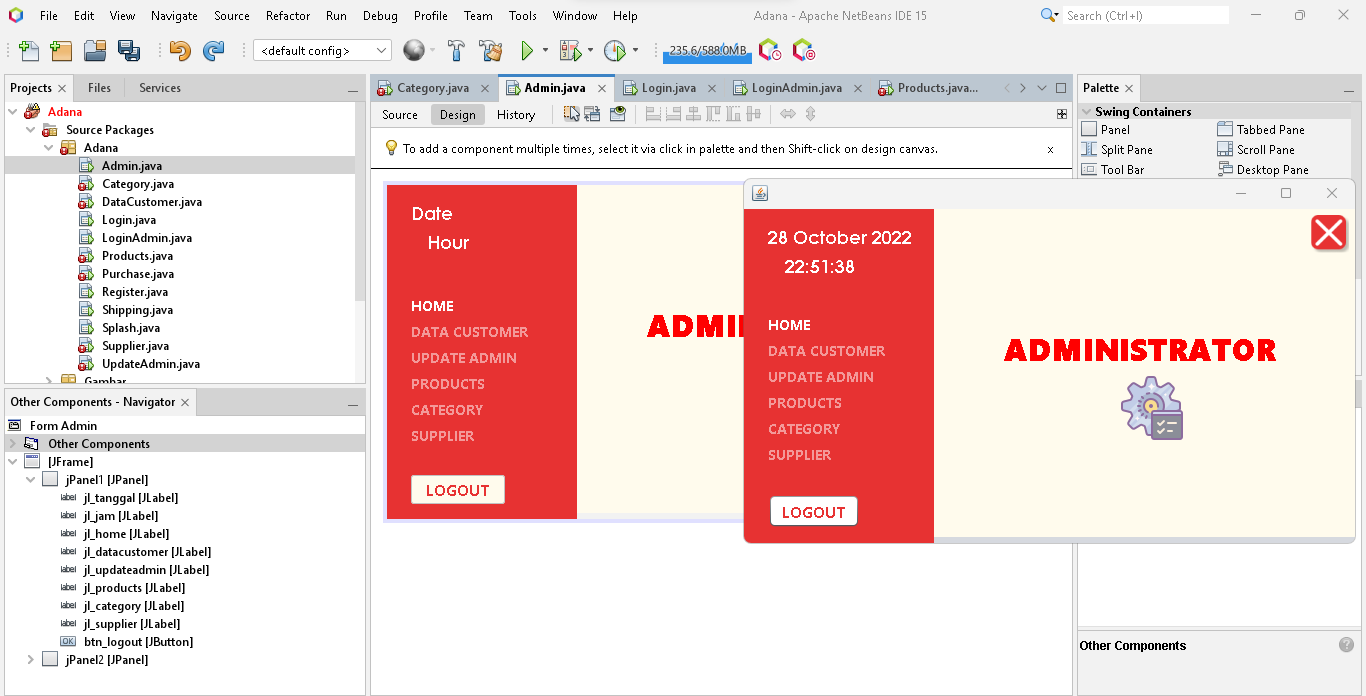 File Edit View Navigate Source Refactor Run Debug Profile Team Tools Window Help Adana - Apache NetBeans IDE 15 Search (Ctrl+I)
<default config> 235.6/588.0MB
Projects Files Services
Adana
Source Packages
Adana
Admin.java
Category.java
DataCustomer.java
Login.java
LoginAdmin.java
Products.java
Purchase.java
Register.java
Shipping.java
Splash.java
Supplier.java
UpdateAdmin.java
Gambar
Other Components - Navigator
Form Admin
Other Components
[JFrame]
jPanel1 [JPanel]
label jl_tanggal [JLabel]
label jl_jam [JLabel]
label jl_home [JLabel]
label jl_datacustomer [JLabel]
label jl_updateadmin [JLabel]
label jl_products [JLabel]
label jl_category [JLabel]
label jl_supplier [JLabel]
OK btn_logout [JButton]
jPanel2 [JPanel]
Category.java Admin.java Login.java LoginAdmin.java Products.java...
Source Design History
To add a component multiple times, select it via click in palette and then Shift-click on design canvas. x
Date
Hour
HOME
DATA CUSTOMER
UPDATE ADMIN
PRODUCTS
CATEGORY
SUPPLIER
LOGOUT
ADMI
28 October 2022
22:51:38
HOME
DATA CUSTOMER
UPDATE ADMIN
PRODUCTS
CATEGORY
SUPPLIER
LOGOUT
ADMINISTRATOR
Palette
Swing Containers
Panel Tabbed Pane
Split Pane Scroll Pane
Tool Bar Desktop Pane
Other Components